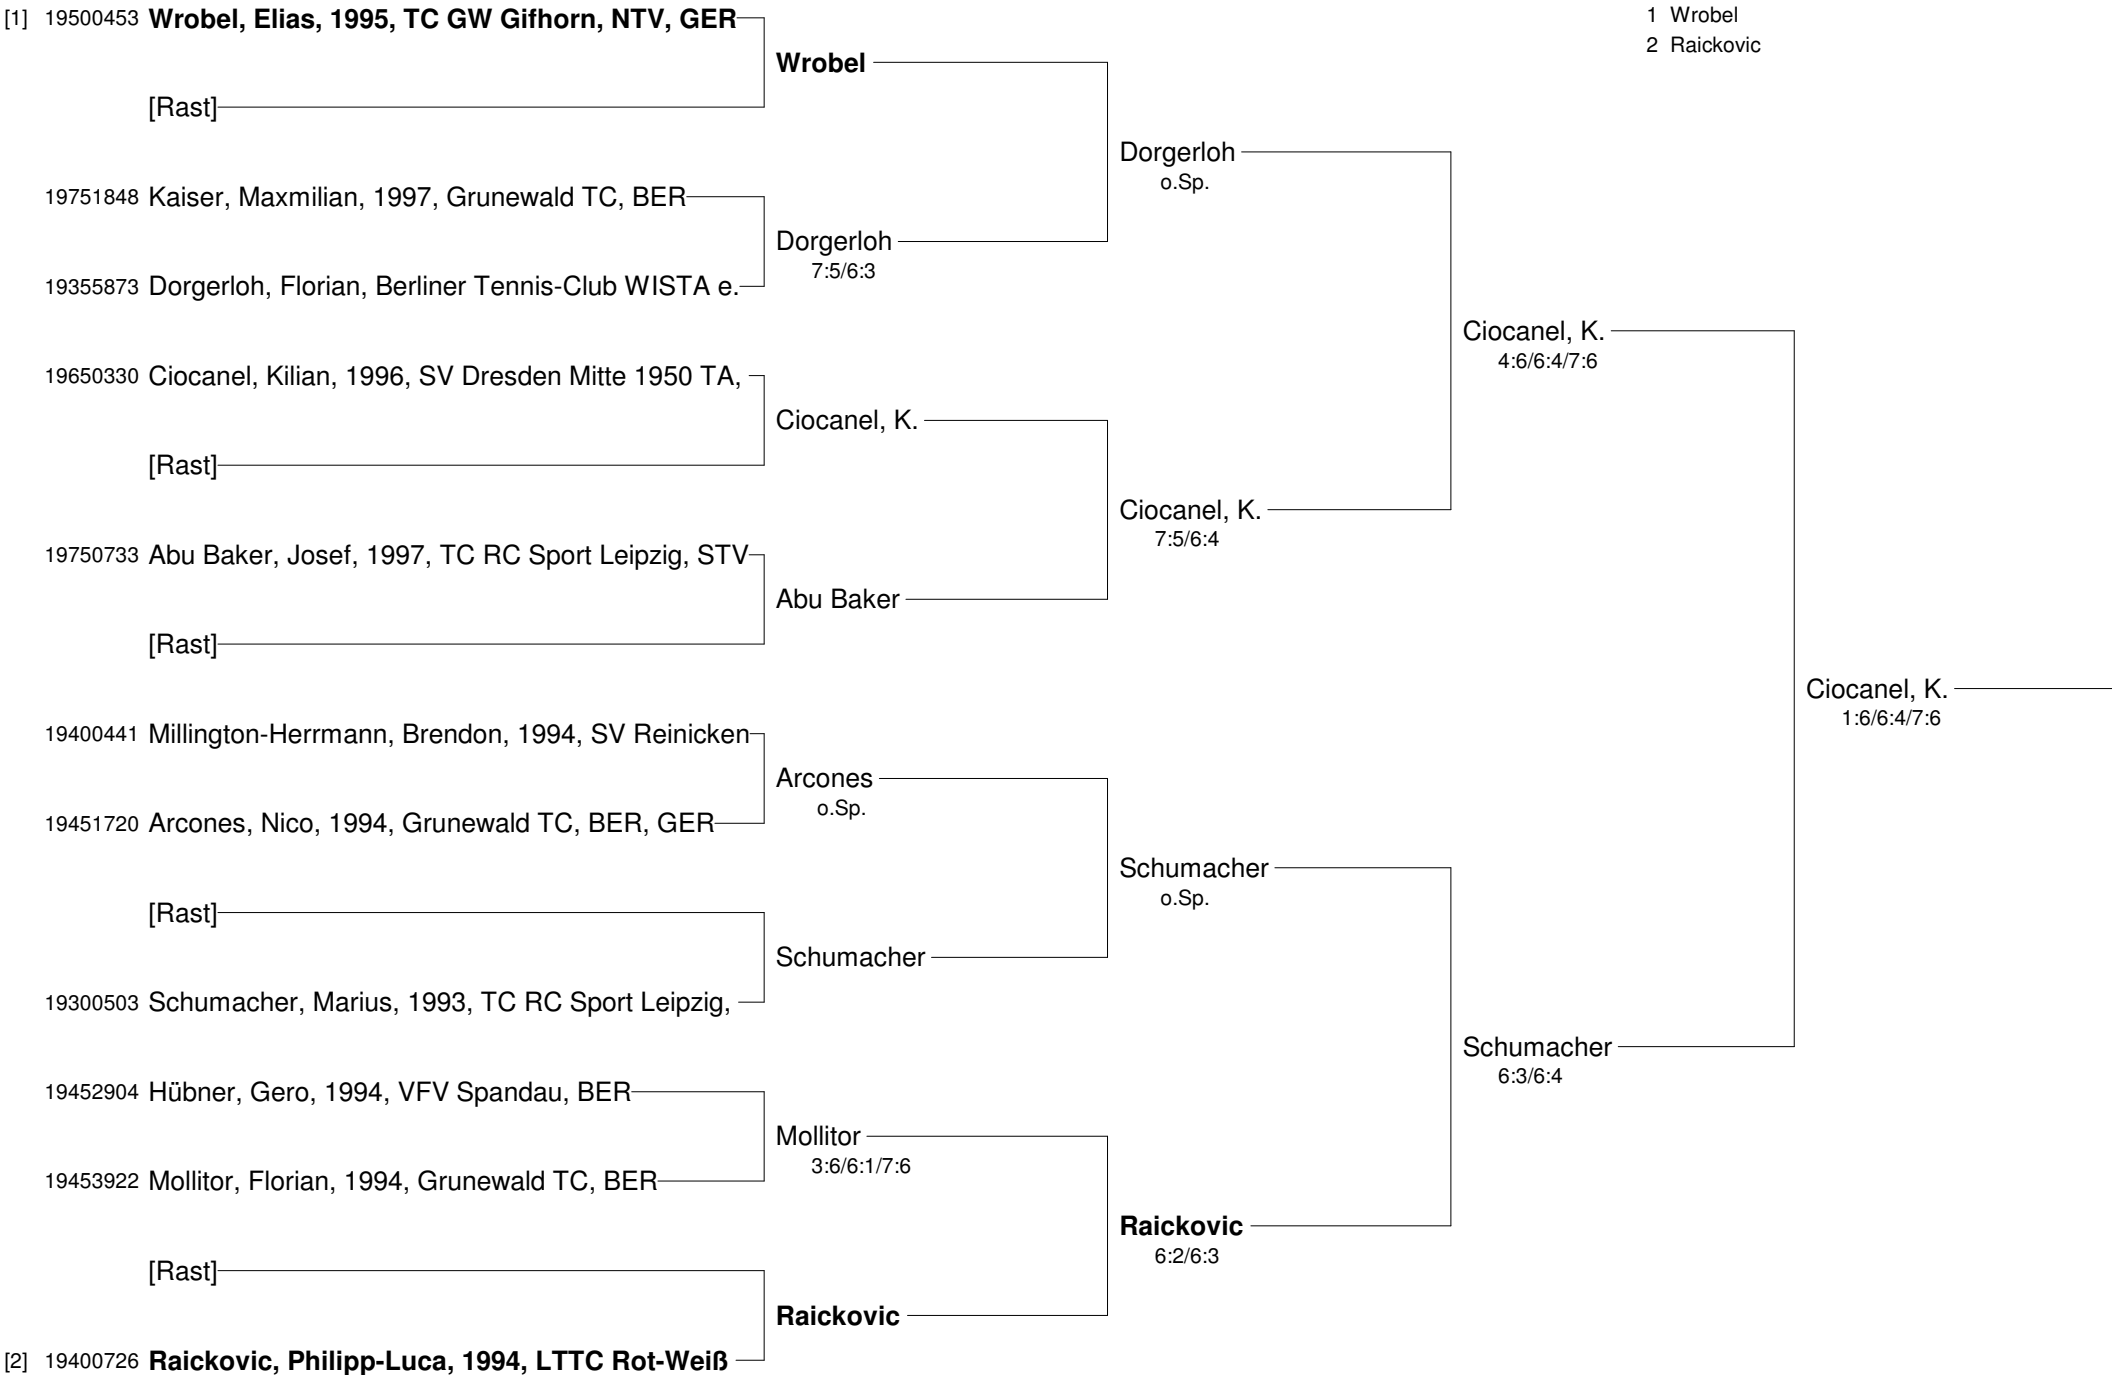 [1] 19500453 Wrobel, Elias, 1995, TC GW Gifhorn, NTV, GER
1 Wrobel
2 Raickovic
Wrobel
[Rast]
Dorgerloh
o.Sp.
19751848 Kaiser, Maxmilian, 1997, Grunewald TC, BER
Dorgerloh
7:5/6:3
19355873 Dorgerloh, Florian, Berliner Tennis-Club WISTA e.
Ciocanel, K.
4:6/6:4/7:6
19650330 Ciocanel, Kilian, 1996, SV Dresden Mitte 1950 TA,
Ciocanel, K.
[Rast]
Ciocanel, K.
7:5/6:4
19750733 Abu Baker, Josef, 1997, TC RC Sport Leipzig, STV
Abu Baker
[Rast]
Ciocanel, K.
1:6/6:4/7:6
19400441 Millington-Herrmann, Brendon, 1994, SV Reinicken
Arcones
o.Sp.
19451720 Arcones, Nico, 1994, Grunewald TC, BER, GER
Schumacher
o.Sp.
[Rast]
Schumacher
19300503 Schumacher, Marius, 1993, TC RC Sport Leipzig,
Schumacher
6:3/6:4
19452904 Hübner, Gero, 1994, VFV Spandau, BER
Mollitor
3:6/6:1/7:6
19453922 Mollitor, Florian, 1994, Grunewald TC, BER
Raickovic
6:2/6:3
[Rast]
Raickovic
[2] 19400726 Raickovic, Philipp-Luca, 1994, LTTC Rot-Weiß